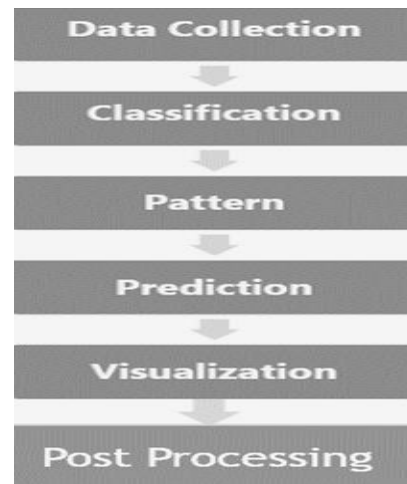 Data Collection
Classification
Pattern
Prediction
Visualization
Post Processing